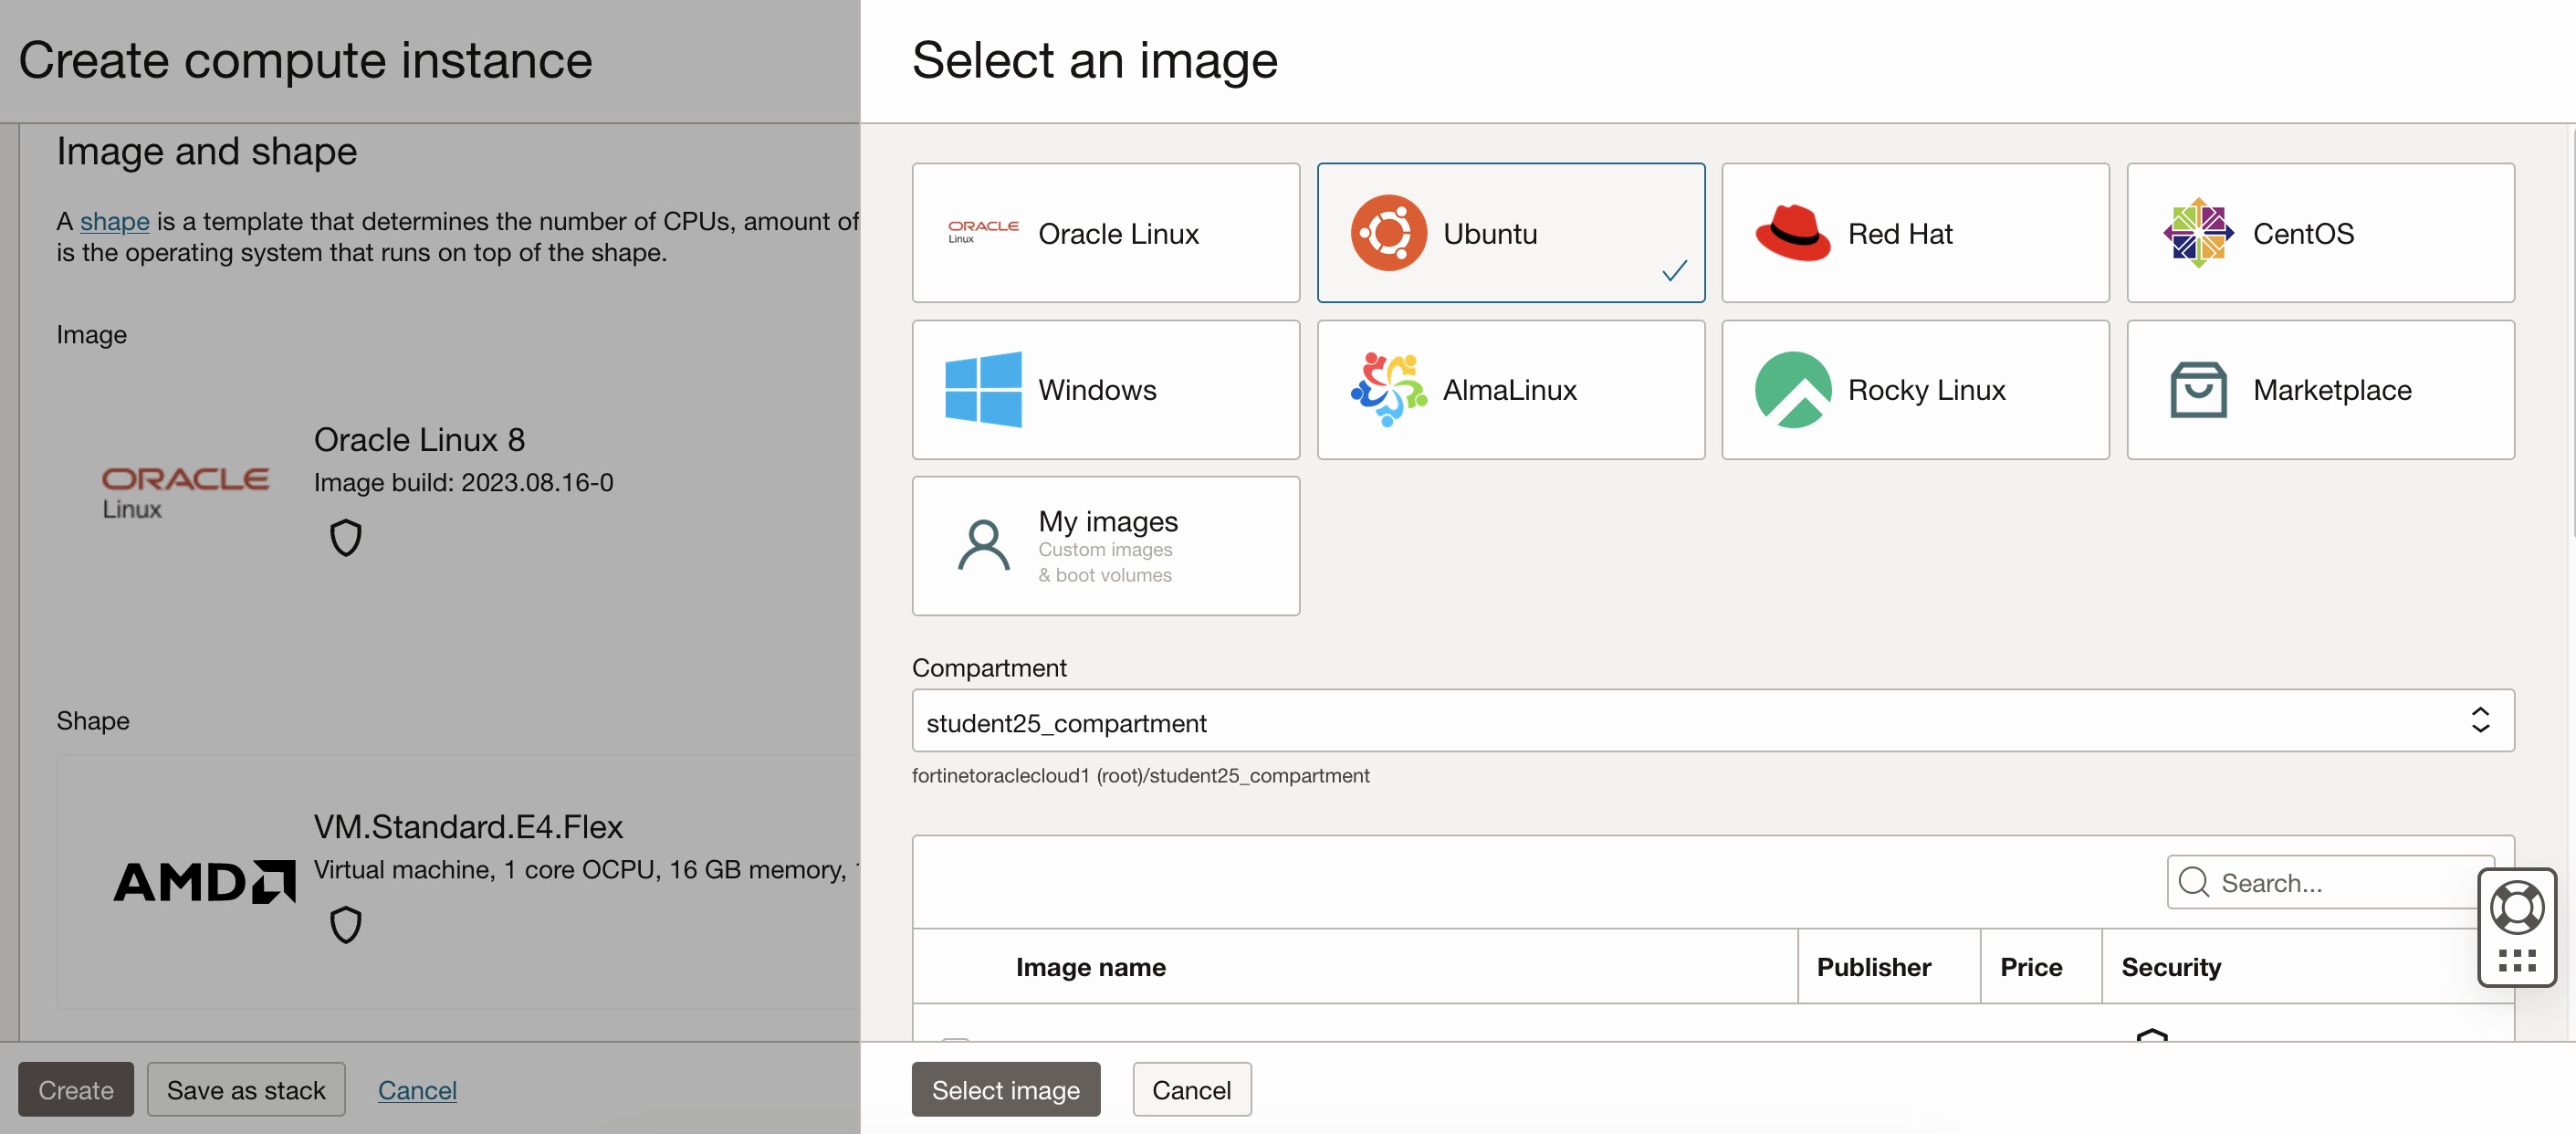 Create compute instance
Image and shape
A shape is a template that determines the number of CPUs, amount of
is the operating system that runs on top of the shape.
Image
ORACLE
Linux
Oracle Linux 8
Image build: 2023.08.16-0
Shape
AMD
VM.Standard.E4.Flex
Virtual machine, 1 core OCPU, 16 GB memory,
Create
Save as stack
Cancel
Select an image
ORACLE
Linux
Oracle Linux
Ubuntu
Red Hat
CentOS
Windows
AlmaLinux
Rocky Linux
Marketplace
My images
Custom images
& boot volumes
Compartment
student25_compartment
fortinetoraclecloud1 (root)/student25_compartment
Search...
Image name
Publisher
Price
Security
Select image
Cancel